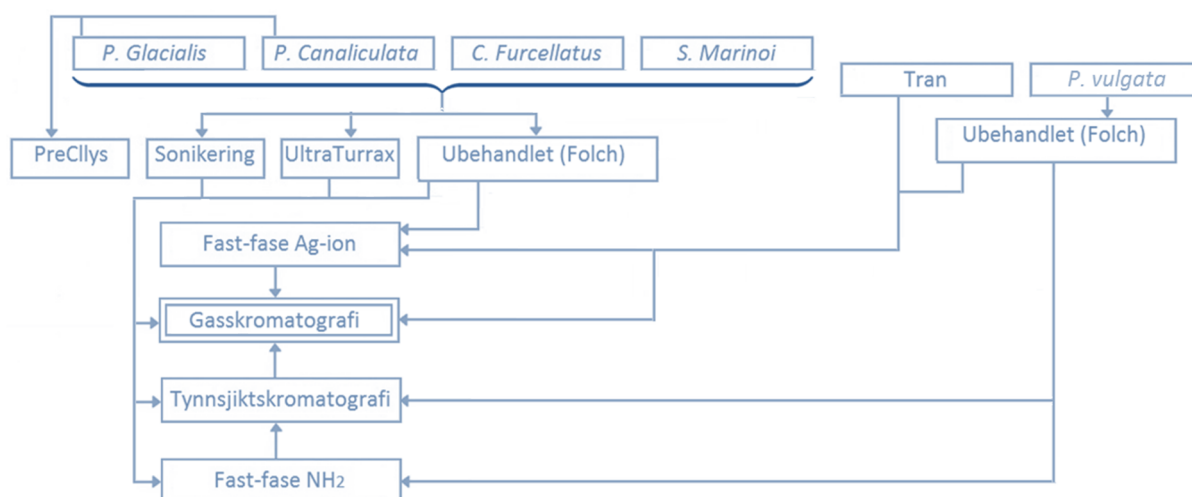 P. Glacialis
P. Canaliculata
C. Furcellatus
S. Marinoi
Tran
P. vulgata
PreCllys
Sonikering
UltraTurrax
Ubehandlet (Folch)
Ubehandlet (Folch)
Fast-fase Ag-ion
Gasskromatografi
Tynnsjiktskromatografi
Fast-fase NH2